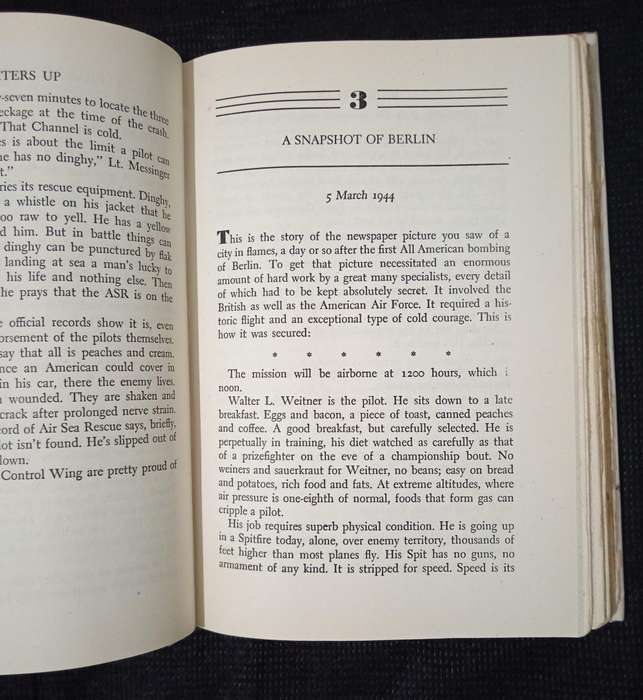 TERS UP
-seven minutes to locate the three
eckage at the time of the crash.
That Channel is cold.
es is about the limit a pilot can
he has no dinghy," Lt. Messinger
t."
ries its rescue equipment. Dinghy,
a whistle on his jacket that he
oo raw to yell. He has a yellow
d him. But in battle things can
dinghy can be punctured by flak
landing at sea a man's lucky to
his life and nothing else. Then
he prays that the ASR is on the
e official records show it is, even
orsement of the pilots themselves.
say that all is peaches and cream.
nce an American could cover in
in his car, there the enemy lives.
n wounded. They are shaken and
crack after prolonged nerve strain.
ord of Air Sea Rescue says, briefly,
lot isn't found. He's slipped out of
down.
Control Wing are pretty proud of
3
A SNAPSHOT OF BERLIN
5 March 1944
This is the story of the newspaper picture you saw of a
city in flames, a day or so after the first All American bombing
of Berlin. To get that picture necessitated an enormous
amount of hard work by a great many specialists, every detail
of which had to be kept absolutely secret. It involved the
British as well as the American Air Force. It required a his-
toric flight and an exceptional type of cold courage. This is
how it was secured:
* * * * * *
The mission will be airborne at 1200 hours, which i
noon.
Walter L. Weitner is the pilot. He sits down to a late
breakfast. Eggs and bacon, a piece of toast, canned peaches
and coffee. A good breakfast, but carefully selected. He is
perpetually in training, his diet watched as carefully as that
of a prizefighter on the eve of a championship bout. No
weiners and sauerkraut for Weitner, no beans; easy on bread
and potatoes, rich food and fats. At extreme altitudes, where
air pressure is one-eighth of normal, foods that form gas can
cripple a pilot.
His job requires superb physical condition. He is going up
in a Spitfire today, alone, over enemy territory, thousands of
feet higher than most planes fly. His Spit has no guns, no
armament of any kind. It is stripped for speed. Speed is its